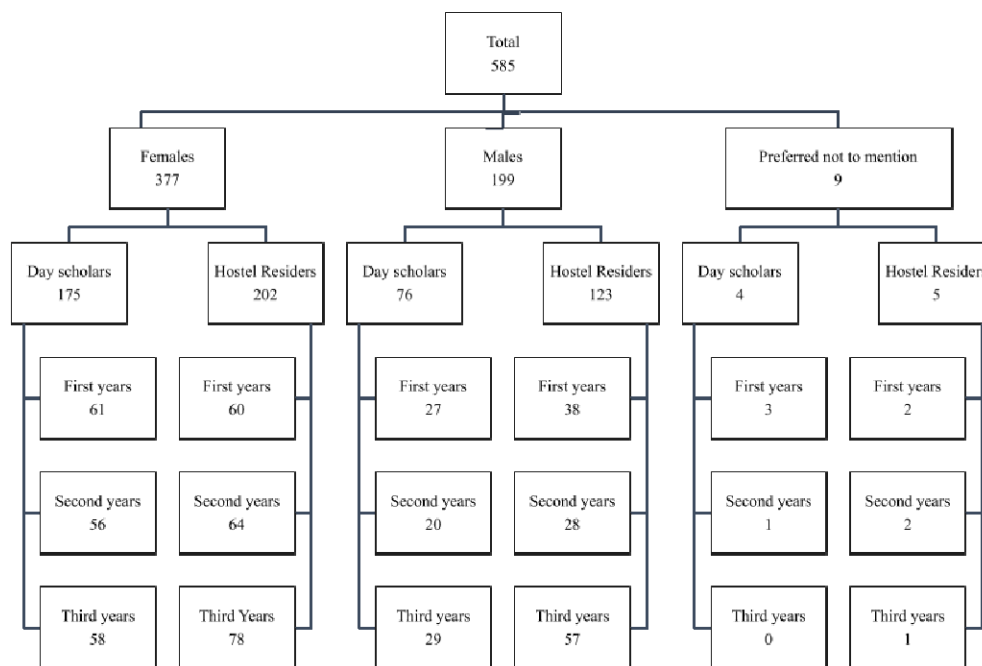 Total
585
Females
377
Males
199
Preferred not to mention
9
Day scholars
175
Hostel Residers
202
Day scholars
76
Hostel Residers
123
Day scholars
4
Hostel Residers
5
First years
61
First years
60
First years
27
First years
38
First years
3
First years
2
Second years
56
Second years
64
Second years
20
Second years
28
Second years
1
Second years
2
Third years
58
Third Years
78
Third years
29
Third years
57
Third years
0
Third years
1